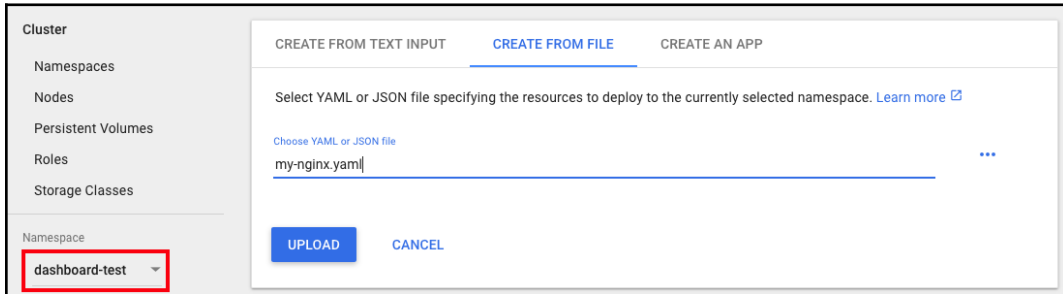 Cluster
Namespaces
Nodes
Persistent Volumes
Roles
Storage Classes
Namespace
dashboard-test
CREATE FROM TEXT INPUT CREATE FROM FILE CREATE AN APP
Select YAML or JSON file specifying the resources to deploy to the currently selected namespace. Learn more
Choose YAML or JSON file
my-nginx.yaml
UPLOAD CANCEL